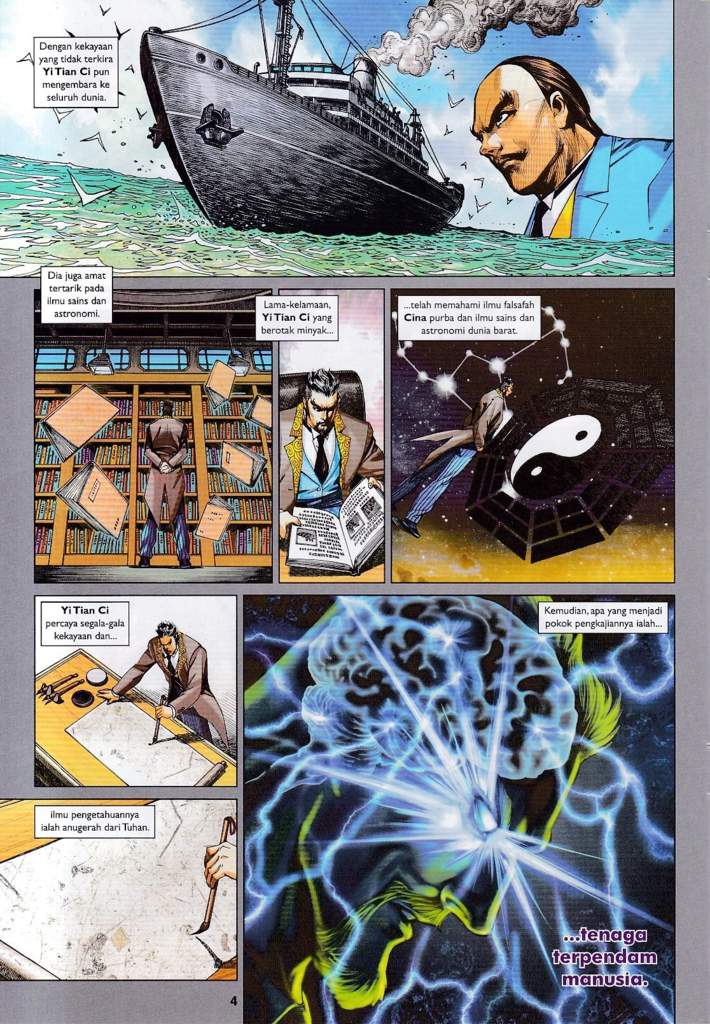 Dengan kekayaan
yang tidak terkira
Yi Tian Ci pun
mengembara ke
seluruh dunia.
Dia juga amat
tertarik pada
ilmu sains dan
astronomi.
Lama-kelamaan,
Yi Tian Ci yang
berotak minyak...
...telah memahami ilmu falsafah
Cina purba dan ilmu sains dan
astronomi dunia barat.
Yi Tian Ci
percaya segala-gala
kekayaan dan...
ilmu pengetahuannya
ialah anugerah dari Tuhan.
Kemudian, apa yang menjadi
pokok pengkajiannya ialah...
...tenaga
terpendam
manusia.
4